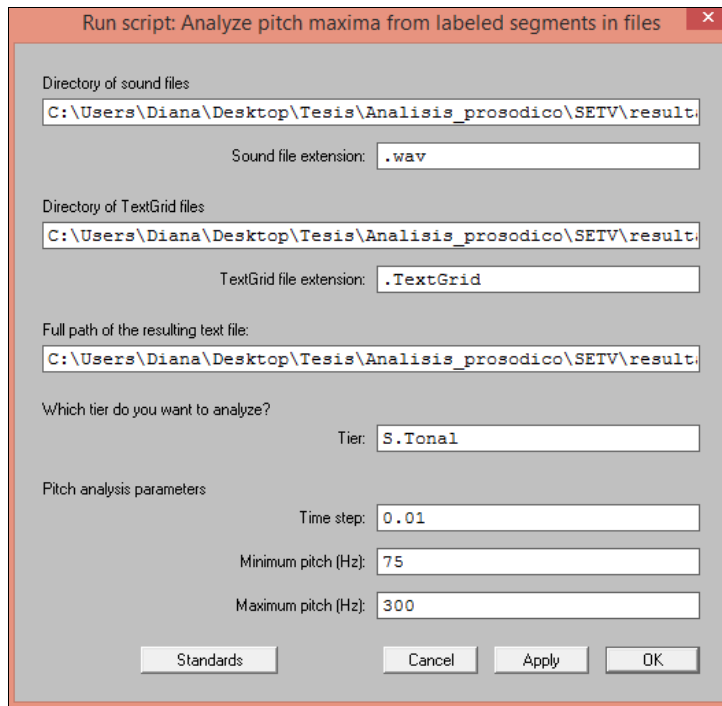 Run script: Analyze pitch maxima from labeled segments in files
Directory of sound files
C:\Users\Diana\Desktop\Tesis\Analisis_prosodico\SETV\result
Sound file extension: .wav
Directory of TextGrid files
C:\Users\Diana\Desktop\Tesis\Analisis_prosodico\SETV\result
TextGrid file extension: .TextGrid
Full path of the resulting text file:
C:\Users\Diana\Desktop\Tesis\Analisis_prosodico\SETV\result
Which tier do you want to analyze?
Tier: S.Tonal
Pitch analysis parameters
Time step: 0.01
Minimum pitch (Hz): 75
Maximum pitch (Hz): 300
Standards Cancel Apply OK